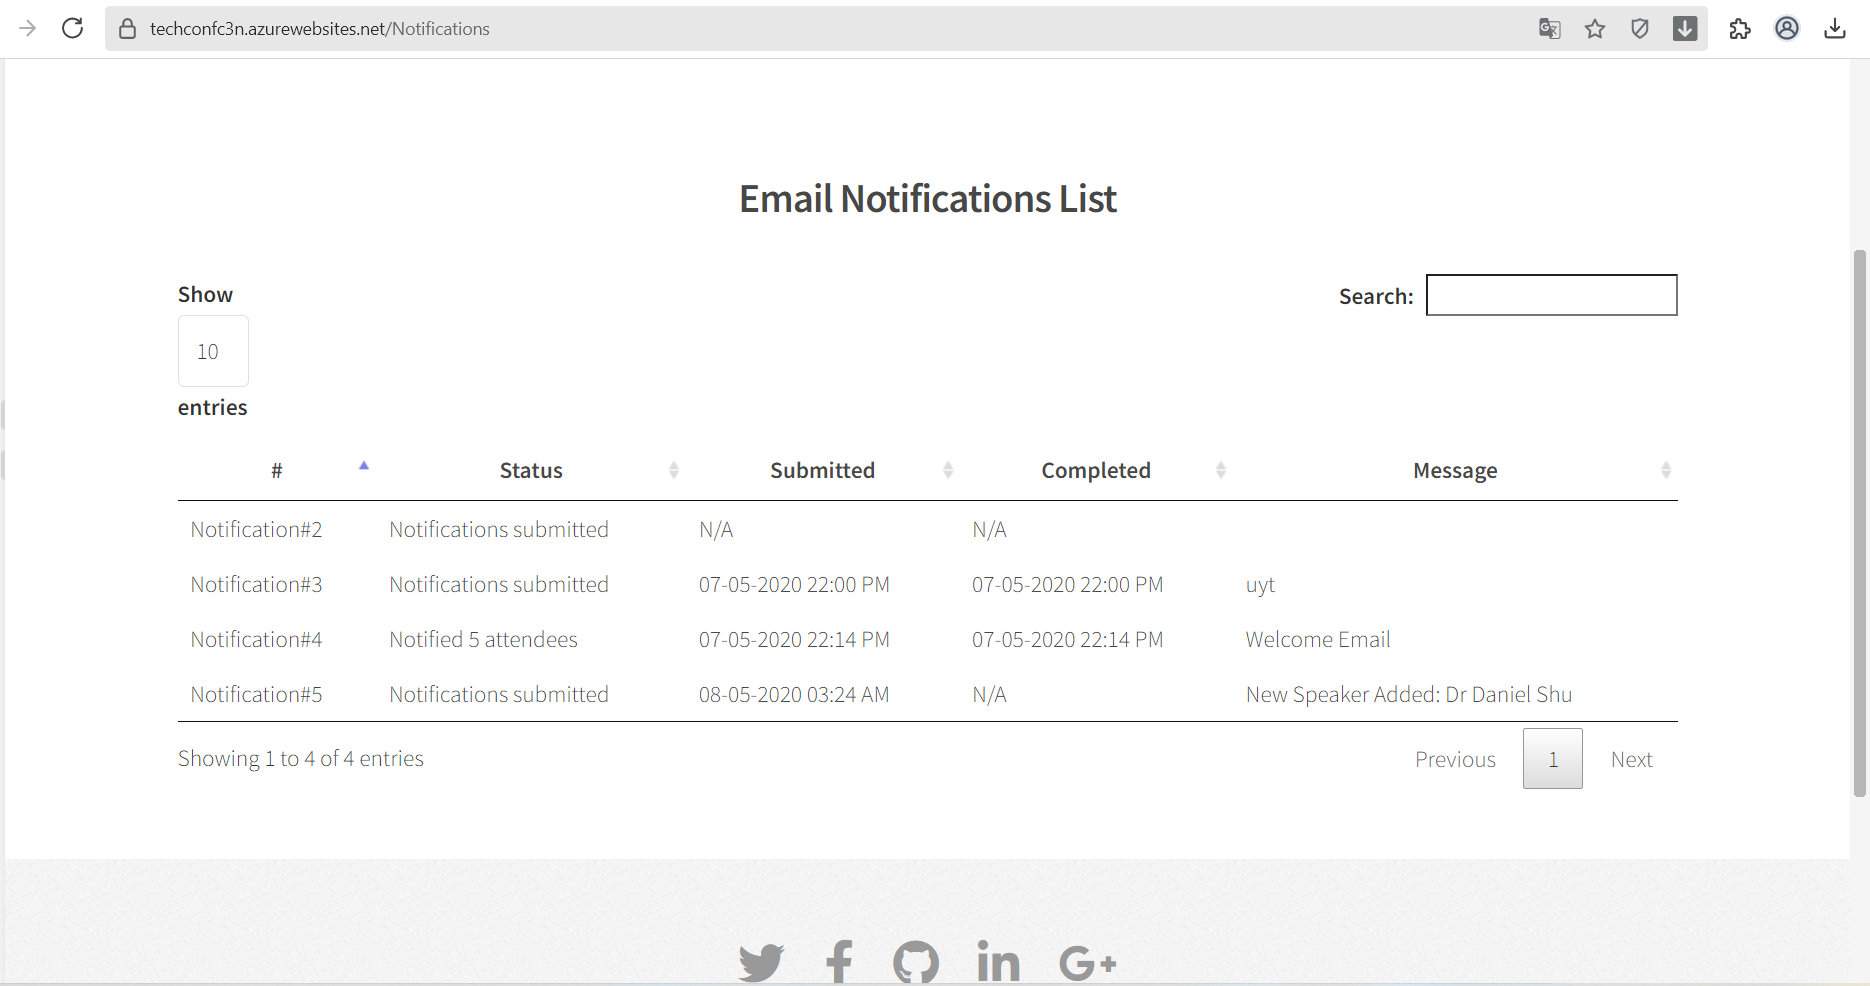 techconfc3n.azurewebsites.net/Notifications
Email Notifications List
Show
10
entries
Search:
# Status Submitted Completed Message
Notification#2 Notifications submitted N/A N/A
Notification#3 Notifications submitted 07-05-2020 22:00 PM 07-05-2020 22:00 PM uyt
Notification#4 Notified 5 attendees 07-05-2020 22:14 PM 07-05-2020 22:14 PM Welcome Email
Notification#5 Notifications submitted 08-05-2020 03:24 AM N/A New Speaker Added: Dr Daniel Shu
Showing 1 to 4 of 4 entries
Previous 1 Next